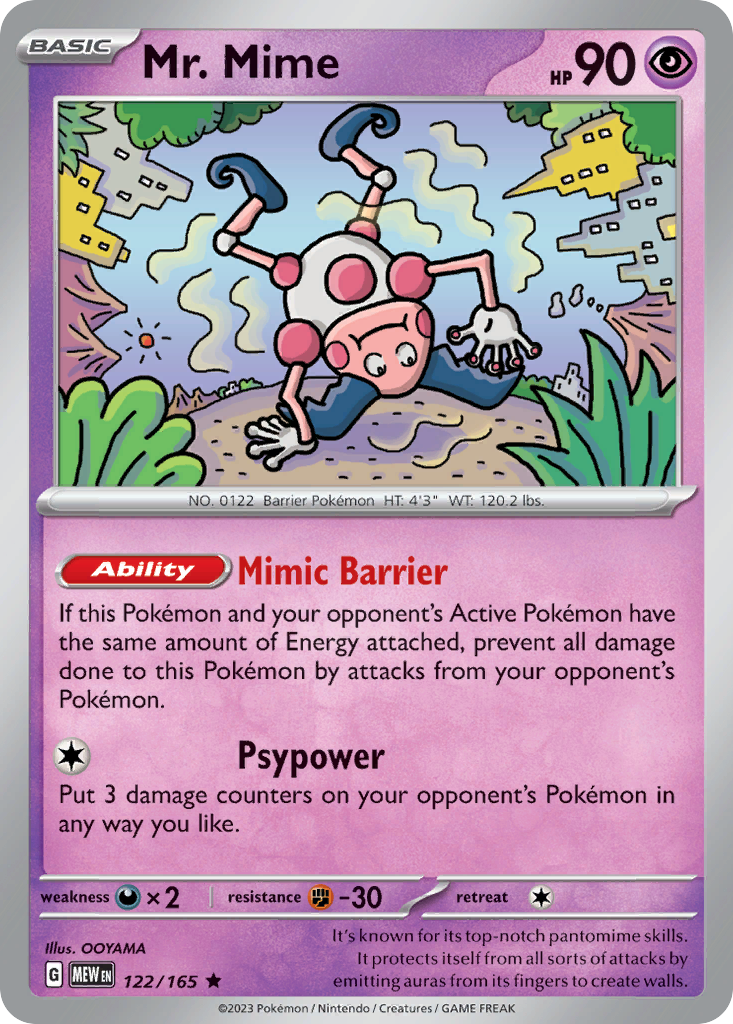 BASIC
Mr. Mime
HP 90
NO. 0122 Barrier Pokémon HT: 4'3" WT: 120.2 lbs.
Ability Mimic Barrier
If this Pokémon and your opponent's Active Pokémon have
the same amount of Energy attached, prevent all damage
done to this Pokémon by attacks from your opponent's
Pokémon.
Psypower
Put 3 damage counters on your opponent's Pokémon in
any way you like.
weakness ×2 resistance -30 retreat
Illus. OOYAMA
G MEW EN 122/165 ★
It's known for its top-notch pantomime skills.
It protects itself from all sorts of attacks by
emitting auras from its fingers to create walls.
©2023 Pokémon / Nintendo / Creatures / GAME FREAK